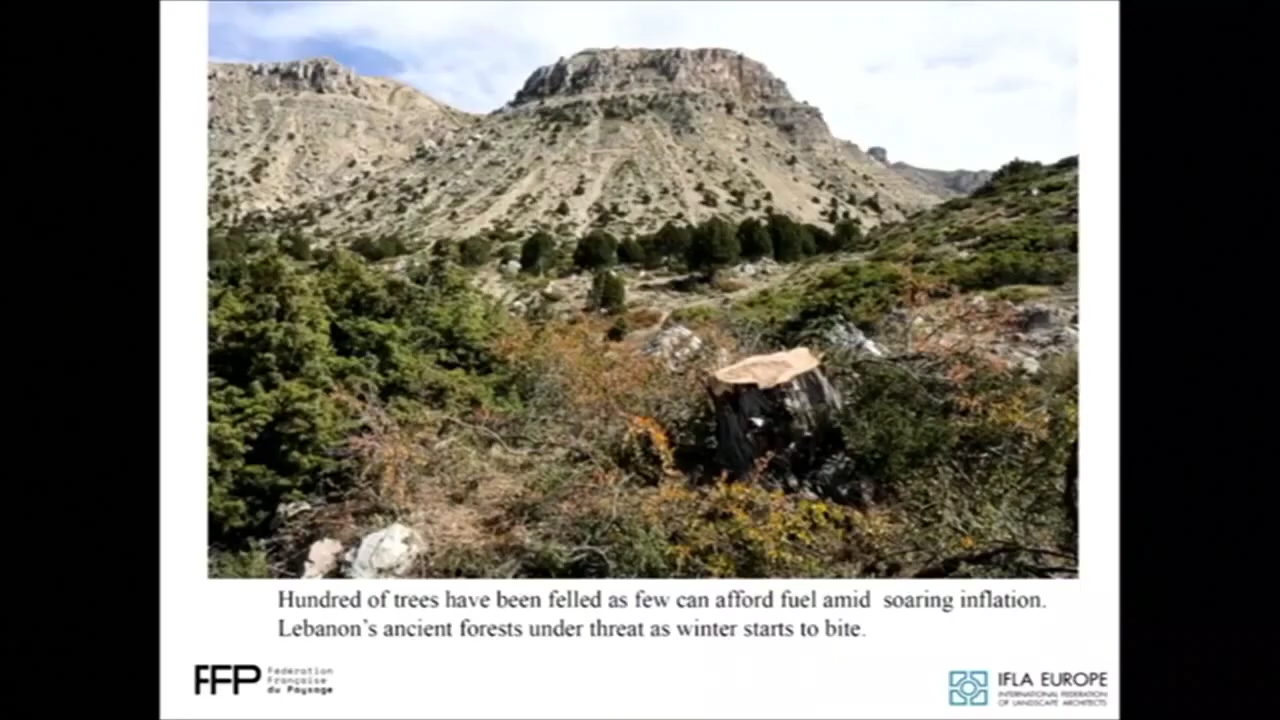 Hundred of trees have been felled as few can afford fuel amid soaring inflation.
Lebanon's ancient forests under threat as winter starts to bite.
FFP
Fédération
Française
du Paysage
IFLA EUROPE
INTERNATIONAL FEDERATION
OF LANDSCAPE ARCHITECTS